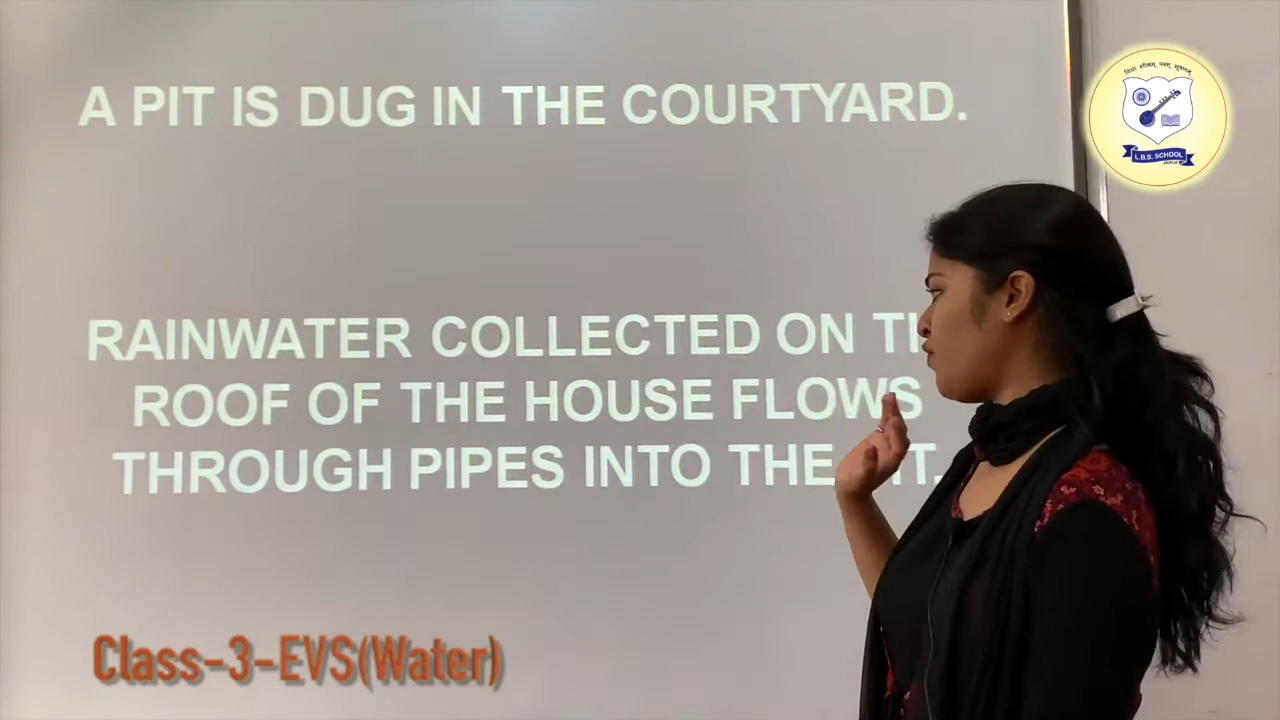 A PIT IS DUG IN THE COURTYARD.
RAINWATER COLLECTED ON
ROOF OF THE HOUSE FLOWS
THROUGH PIPES INTO THE
Class-3-EVS(Water)
L.B.S. SCHOOL
JAIPUR